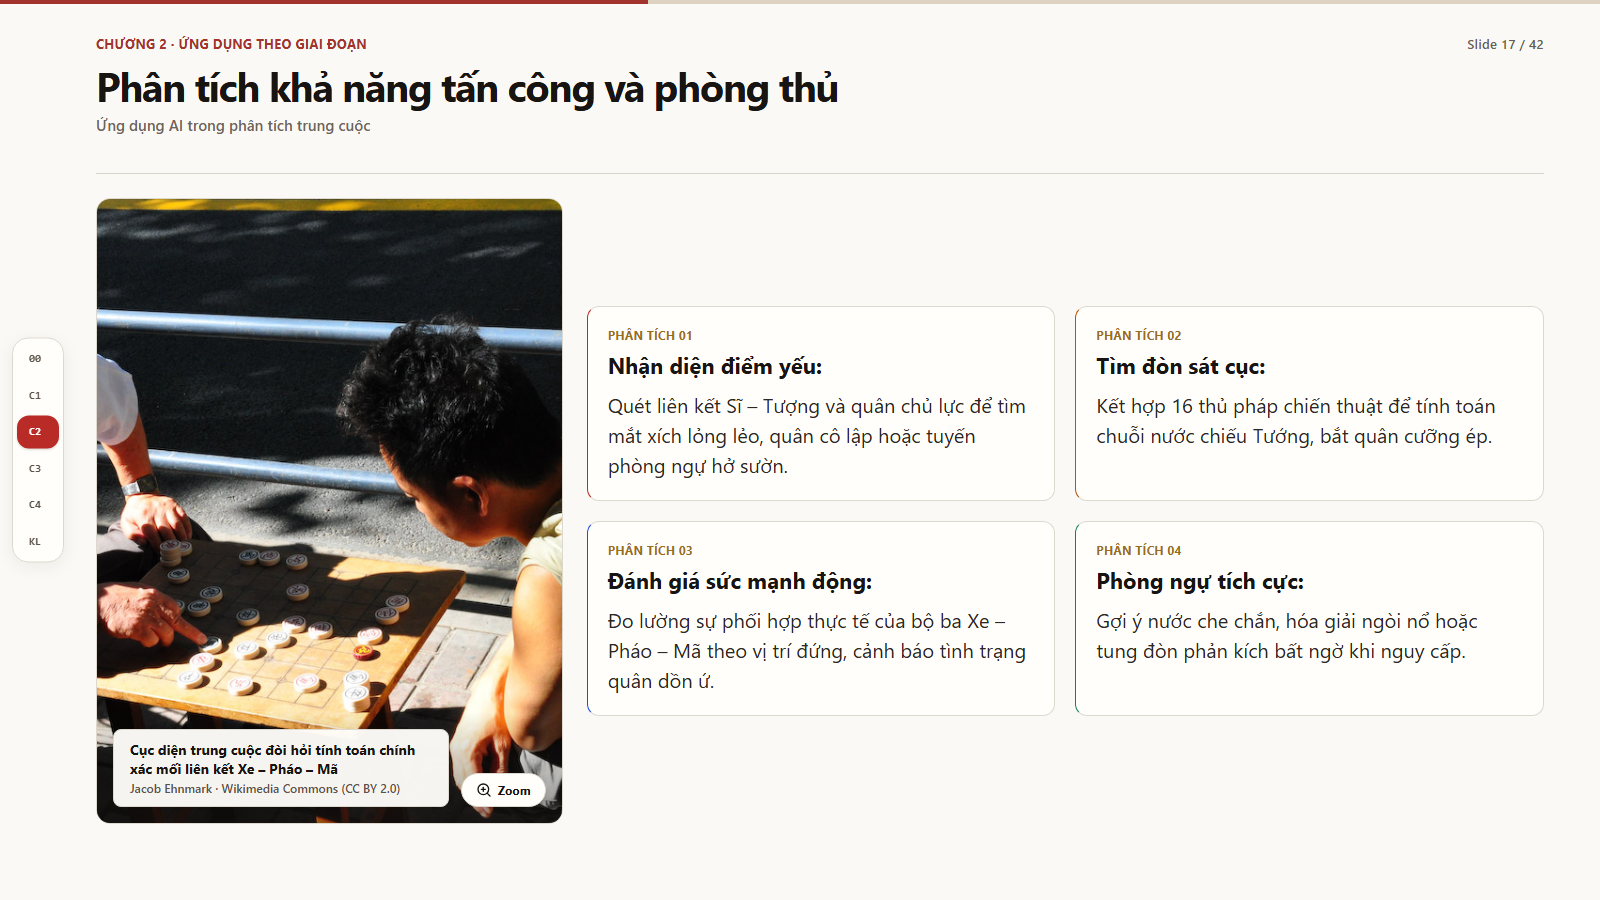 CHƯƠNG 2 · ỨNG DỤNG THEO GIAI ĐOẠN
Slide 17 / 42
Phân tích khả năng tấn công và phòng thủ
Ứng dụng AI trong phân tích trung cuộc
00
C1
C2
C3
C4
KL
Cục diện trung cuộc đòi hỏi tính toán chính
xác mối liên kết Xe – Pháo – Mã
Jacob Ehnmark · Wikimedia Commons (CC BY 2.0)
Zoom
PHÂN TÍCH 01
Nhận diện điểm yếu:
Quét liên kết Sĩ – Tượng và quân chủ lực để tìm
mắt xích lỏng lẻo, quân cô lập hoặc tuyến
phòng ngự hở sườn.
PHÂN TÍCH 02
Tìm đòn sát cục:
Kết hợp 16 thủ pháp chiến thuật để tính toán
chuỗi nước chiếu Tướng, bắt quân cưỡng ép.
PHÂN TÍCH 03
Đánh giá sức mạnh động:
Đo lường sự phối hợp thực tế của bộ ba Xe –
Pháo – Mã theo vị trí đứng, cảnh báo tình trạng
quân dồn ứ.
PHÂN TÍCH 04
Phòng ngự tích cực:
Gợi ý nước che chắn, hóa giải ngòi nổ hoặc
tung đòn phản kích bất ngờ khi nguy cấp.